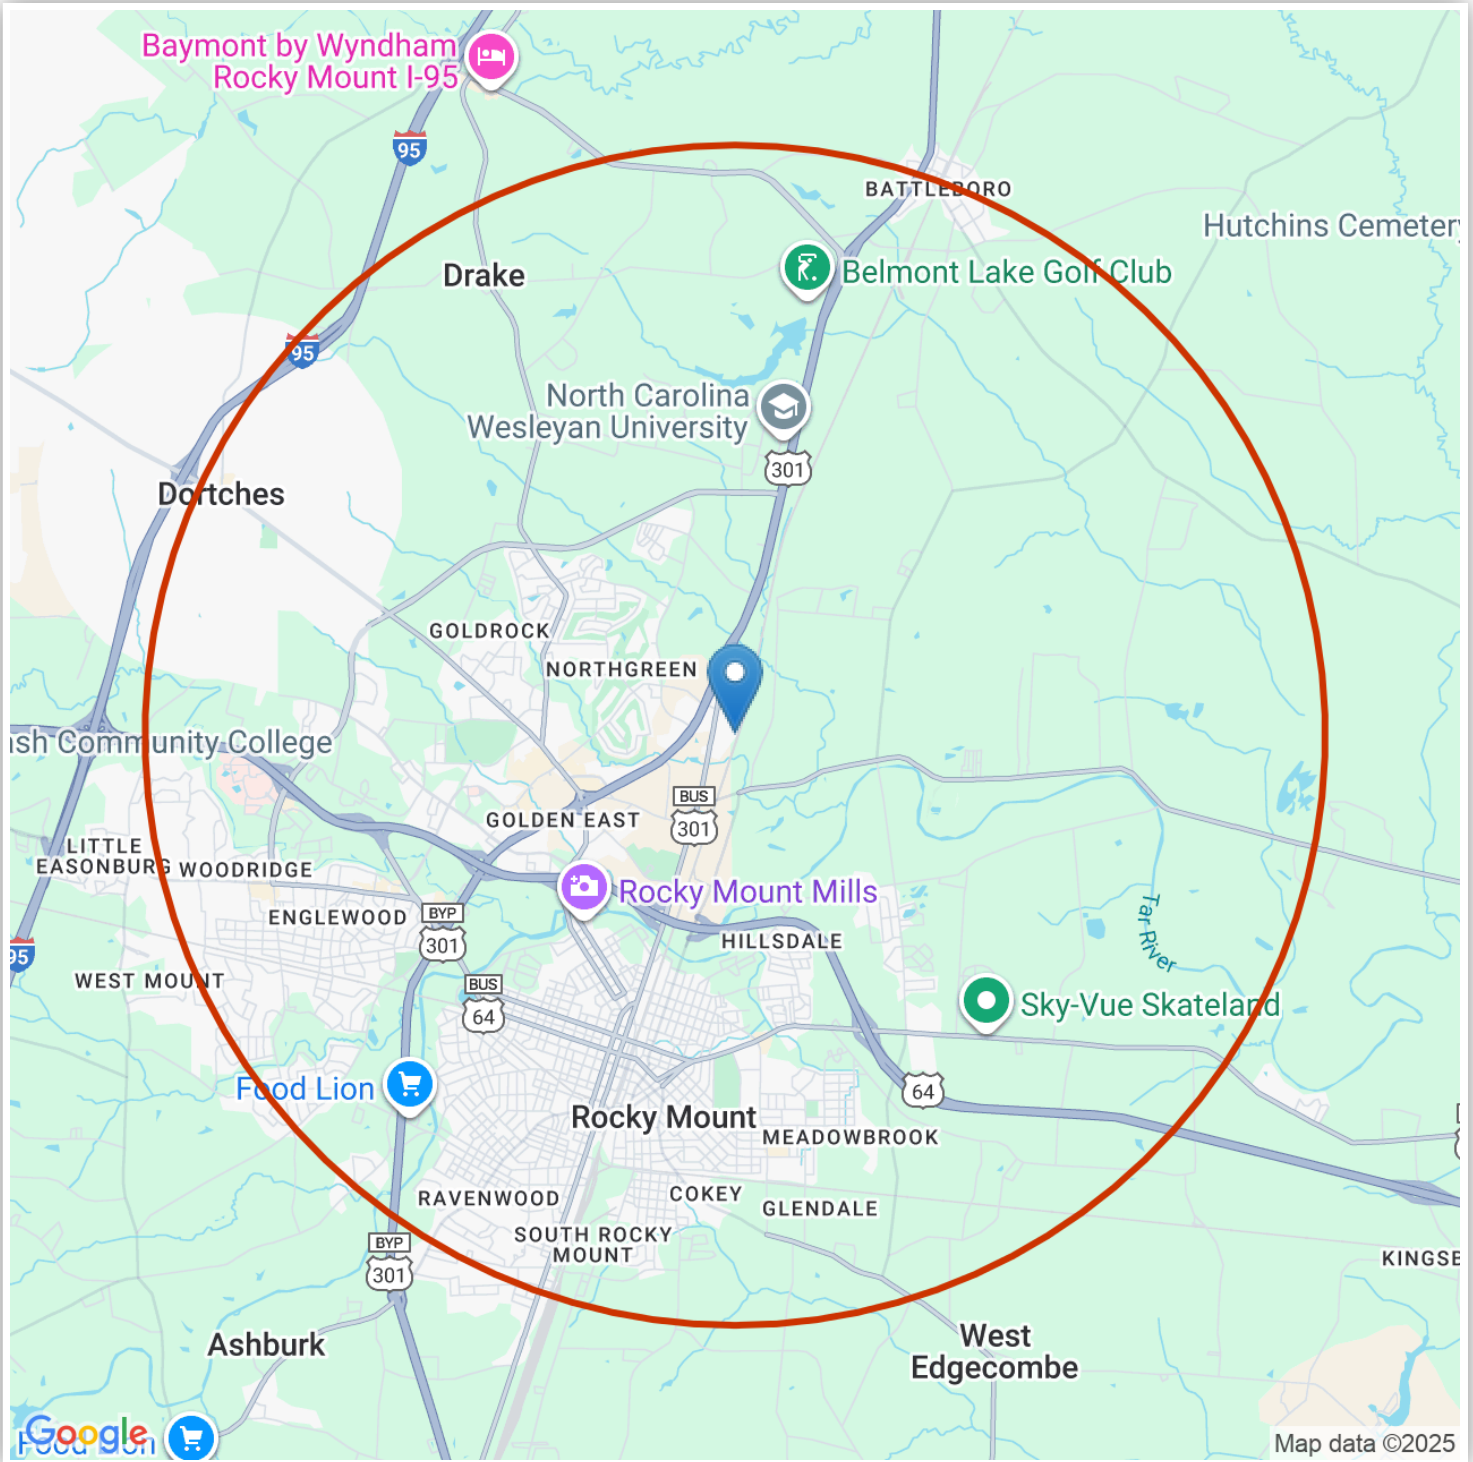 Baymont by Wyndham
Rocky Mount I-95
95
BATTLEBORO
Hutchins Cemetery
Drake
Belmont Lake Golf Club
95
North Carolina
Wesleyan University
301
Dortches
GOLDROCK
NORTHGREEN
ash Community College
BUS
301
GOLDEN EAST
LITTLE
EASONBURG
WOODRIDGE
Rocky Mount Mills
ENGLEWOOD
BYP
301
HILLSDALE
Tar River
95
WEST MOUNT
BUS
64
Sky-Vue Skateland
Food Lion
64
Rocky Mount
MEADOWBROOK
RAVENWOOD
COKEY
GLENDALE
SOUTH ROCKY
MOUNT
BYP
301
KINGSB
Ashburk
West
Edgecombe
Google
Food Lion
Map data ©2025